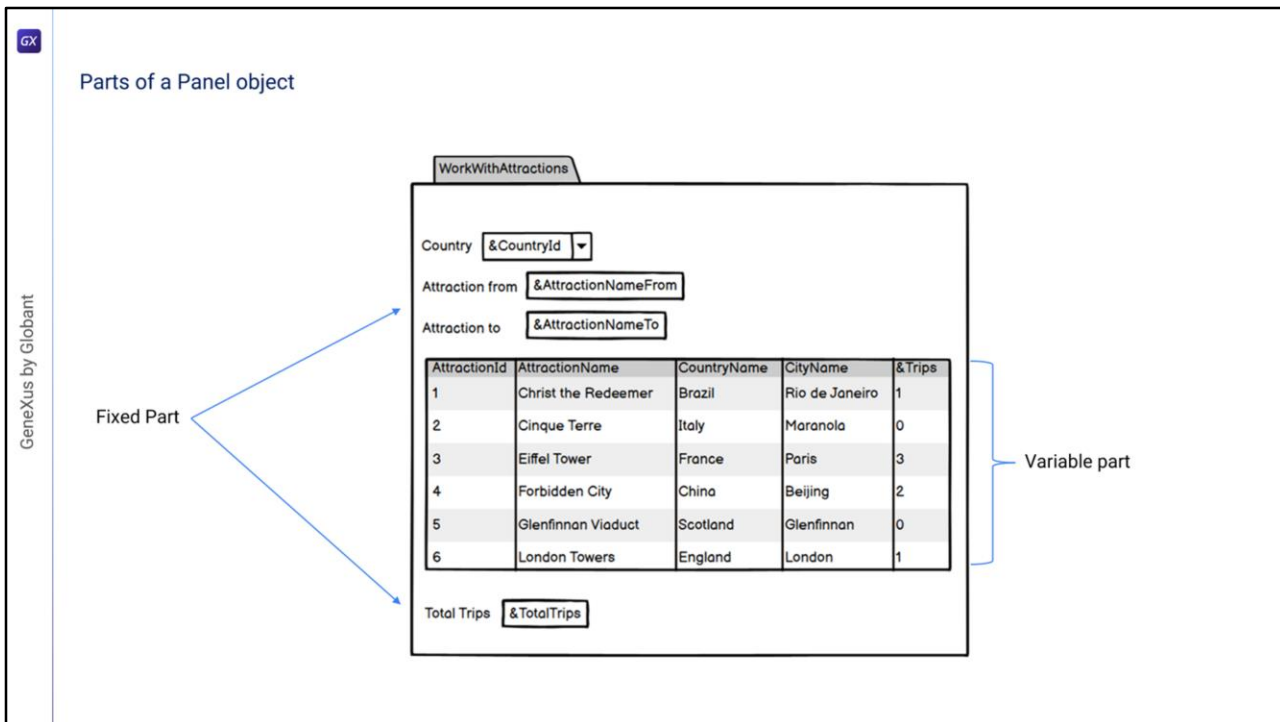 GX
Parts of a Panel object
GeneXus by Globant
WorkWithAttractions
Country &CountryId
Attraction from &AttractionNameFrom
Attraction to &AttractionNameTo
AttractionId AttractionName CountryName CityName &Trips
1 Christ the Redeemer Brazil Rio de Janeiro 1
2 Cinque Terre Italy Maranola 0
3 Eiffel Tower France Paris 3
4 Forbidden City China Beijing 2
5 Glenfinnan Viaduct Scotland Glenfinnan 0
6 London Towers England London 1
Total Trips &TotalTrips
Fixed Part
Variable part